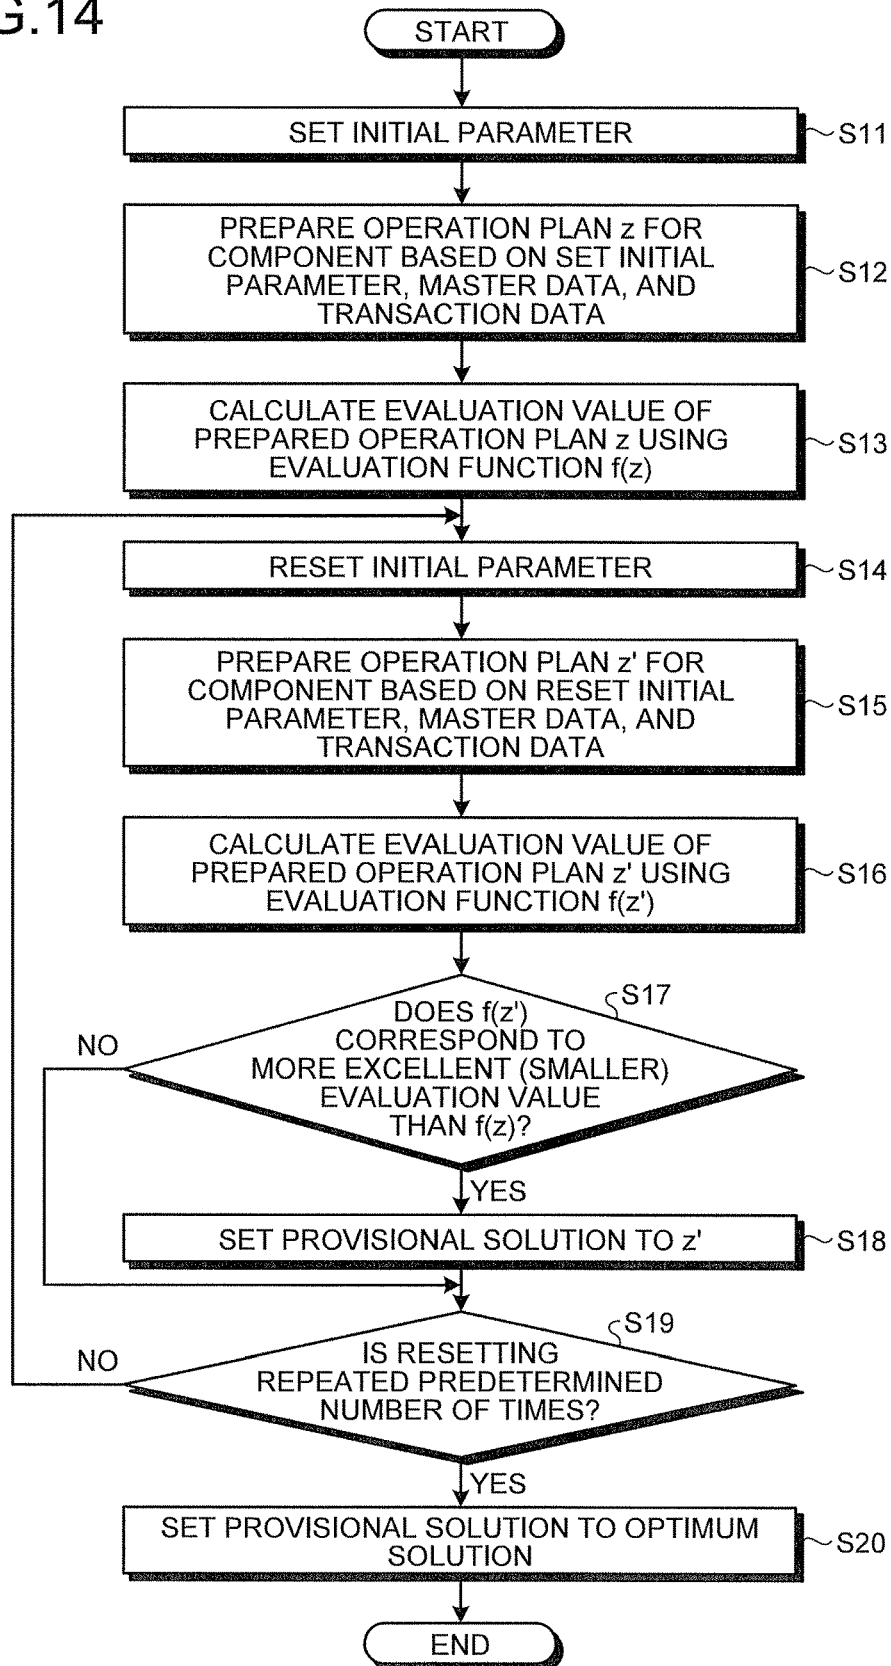 G.14
START
SET INITIAL PARAMETER
S11
PREPARE OPERATION PLAN z FOR
COMPONENT BASED ON SET INITIAL
PARAMETER, MASTER DATA, AND
TRANSACTION DATA
S12
CALCULATE EVALUATION VALUE OF
PREPARED OPERATION PLAN z USING
EVALUATION FUNCTION f(z)
S13
RESET INITIAL PARAMETER
S14
PREPARE OPERATION PLAN z' FOR
COMPONENT BASED ON RESET INITIAL
PARAMETER, MASTER DATA, AND
TRANSACTION DATA
S15
CALCULATE EVALUATION VALUE OF
PREPARED OPERATION PLAN z' USING
EVALUATION FUNCTION f(z')
S16
S17
DOES f(z')
CORRESPOND TO
MORE EXCELLENT (SMALLER)
EVALUATION VALUE
THAN f(z)?
NO
YES
SET PROVISIONAL SOLUTION TO z'
S18
S19
IS RESETTING
REPEATED PREDETERMINED
NUMBER OF TIMES?
NO
YES
SET PROVISIONAL SOLUTION TO OPTIMUM
SOLUTION
S20
END